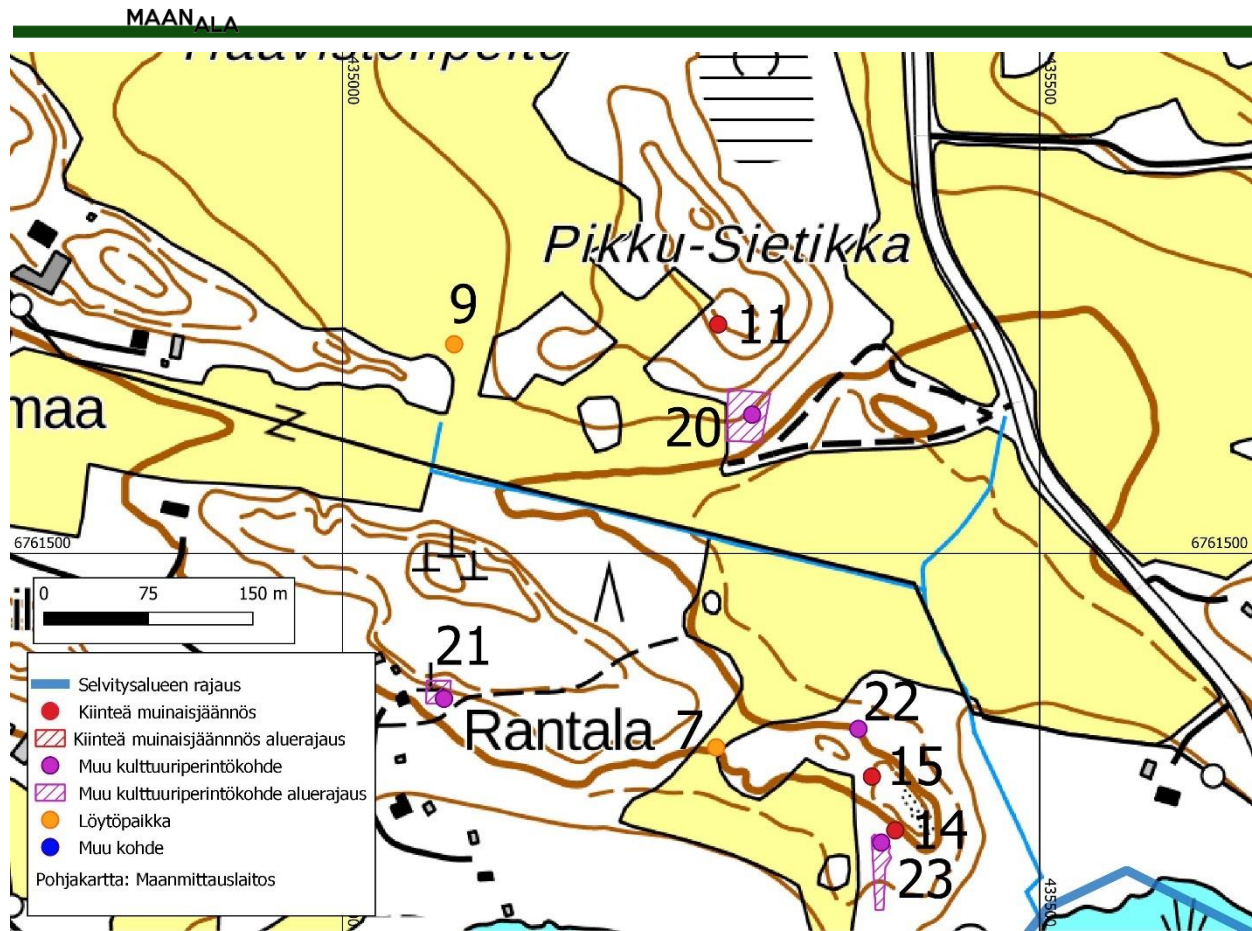 MAANALA
Haavistonpelto
435000
435500
Pikku-Sietikka
9
11
20
maa
6761500
6761500
0 75 150 m
21
Rantala
7
22
15
14
23
Selvitysalueen rajaus
Kiinteä muinaisjäännös
Kiinteä muinaisjäännnös aluerajaus
Muu kulttuuriperintökohde
Muu kulttuuriperintökohde aluerajaus
Löytöpaikka
Muu kohde
Pohjakartta: Maanmittauslaitos
435500